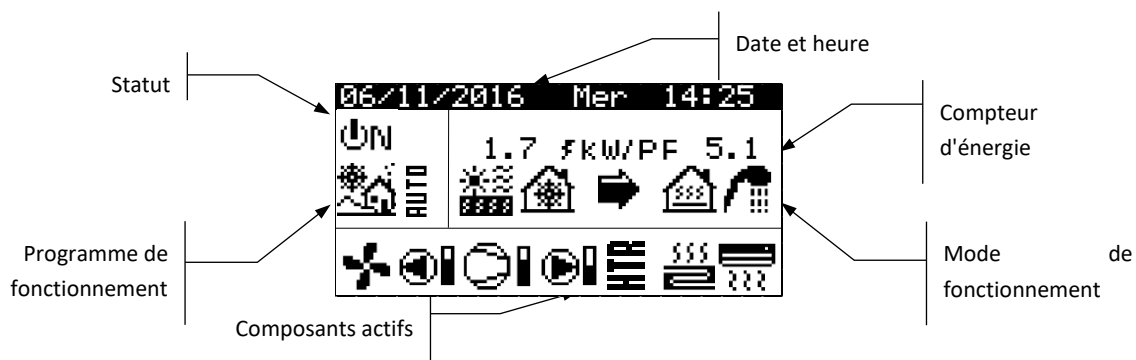 Date et heure
Statut
06/11/2016 Mer 14:25
Compteur
d'énergie
ON
1.7 kW/PF 5.1
AUTO
Programme de
fonctionnement
Mode de
fonctionnement
HTR
Composants actifs